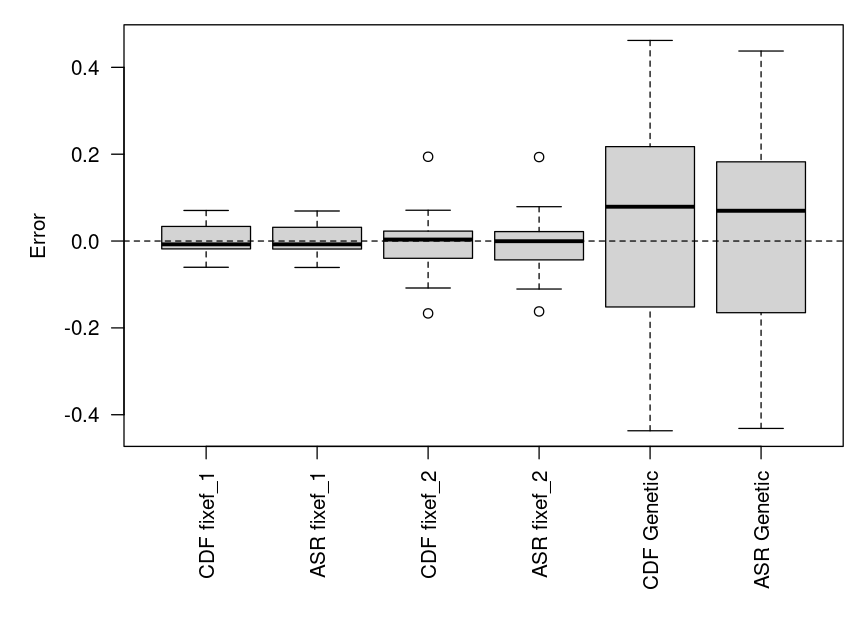 Error
0.4
0.2
0.0
-0.2
-0.4
CDF fixef_1
ASR fixef_1
CDF fixef_2
ASR fixef_2
CDF Genetic
ASR Genetic